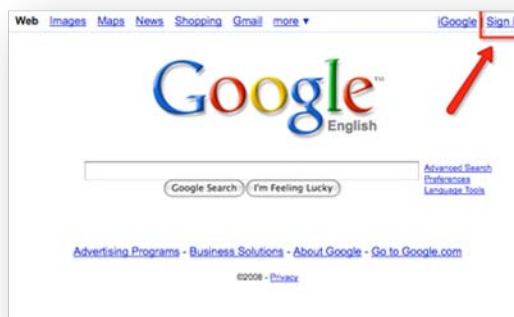 Web Images Maps News Shopping Gmail more ▼ iGoogle Sign i
Google™
English
Advanced Search
Preferences
Language Tools
Google Search I'm Feeling Lucky
Advertising Programs - Business Solutions - About Google - Go to Google.com
©2008 - Privacy